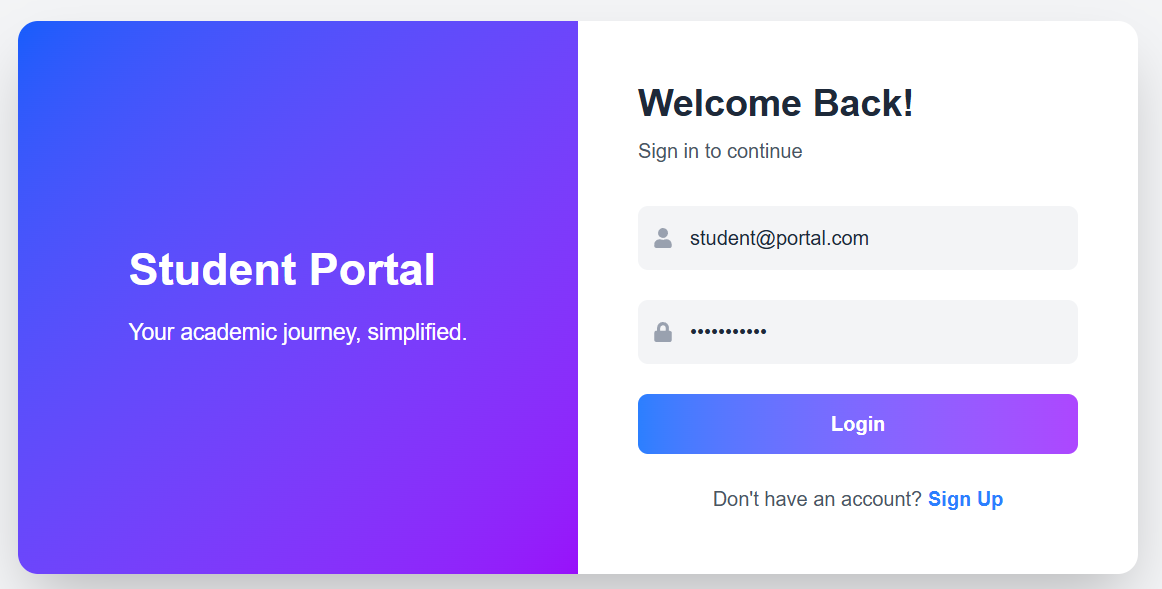 Student Portal
Your academic journey, simplified.
Welcome Back!
Sign in to continue
student@portal.com
•••••••••••
Login
Don't have an account? Sign Up